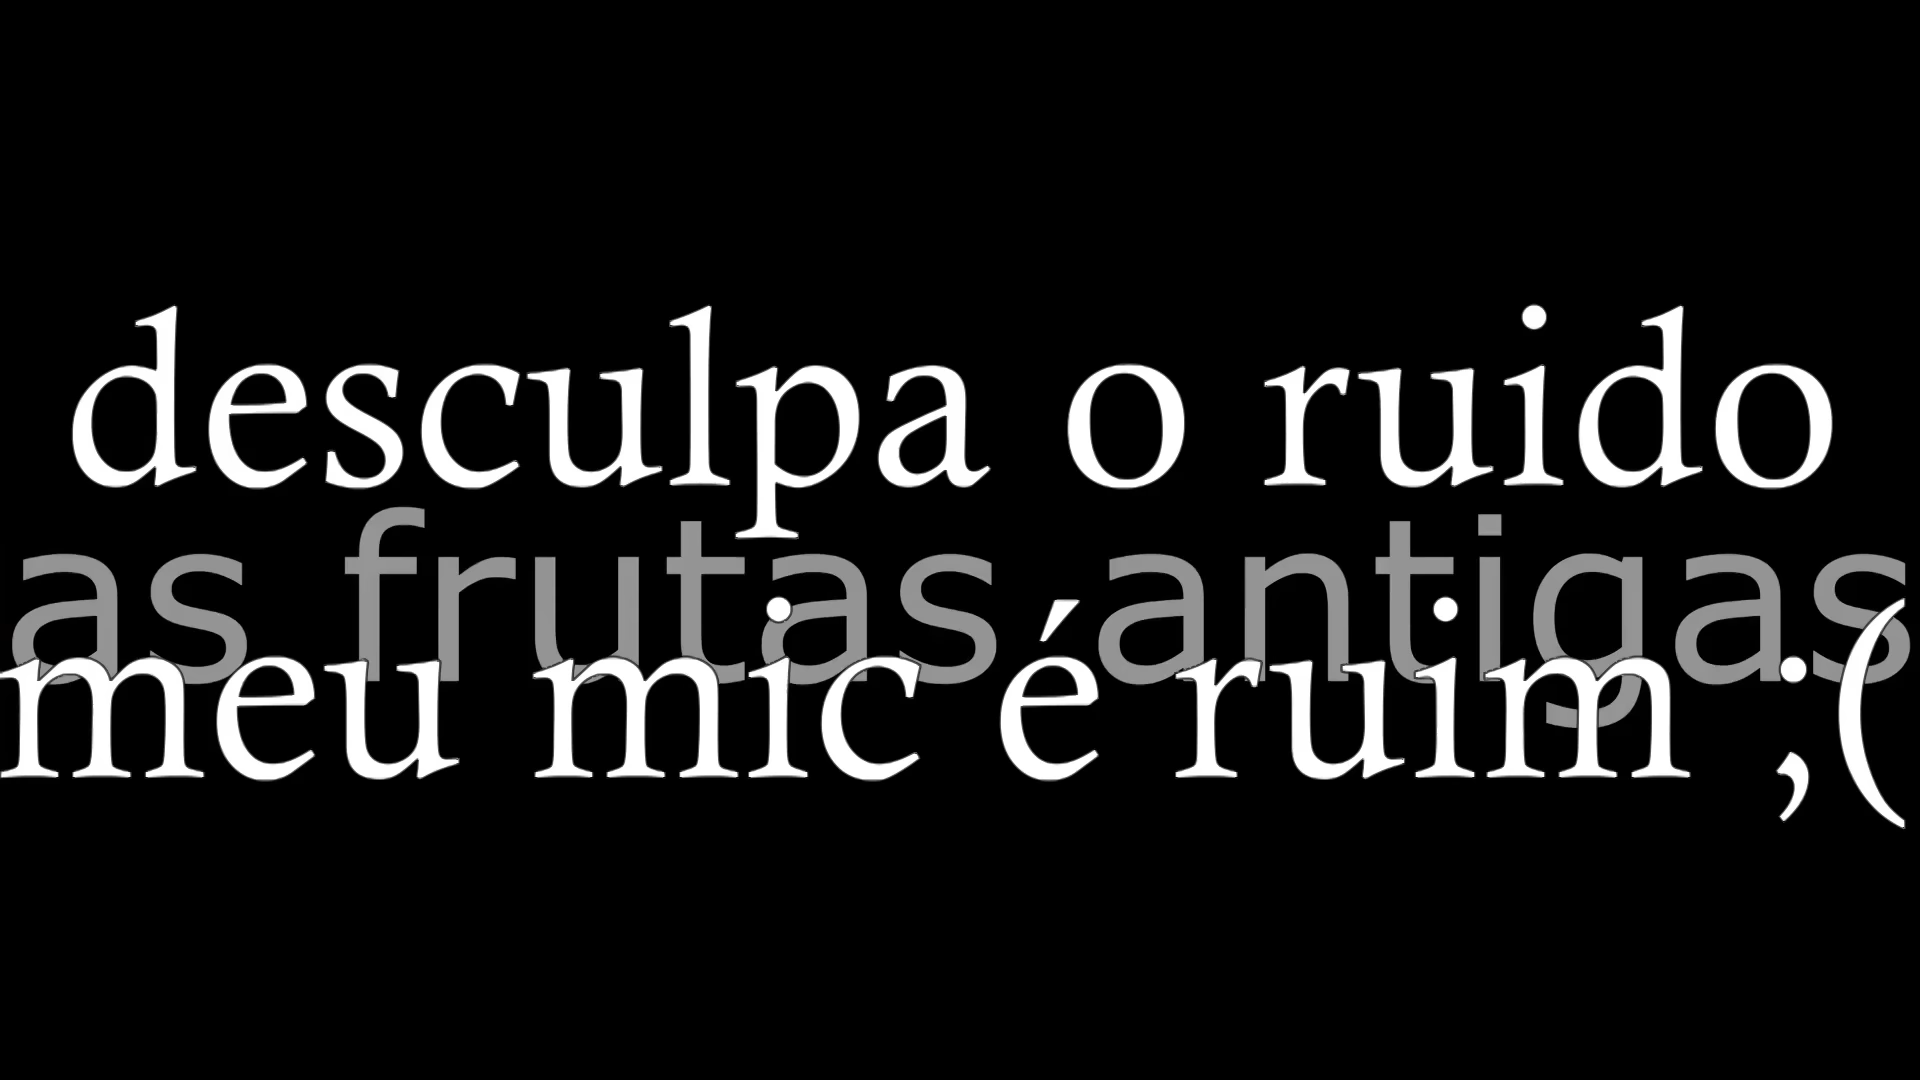 desculpa o ruido
as frutas antigas
meu mic é ruim ;(